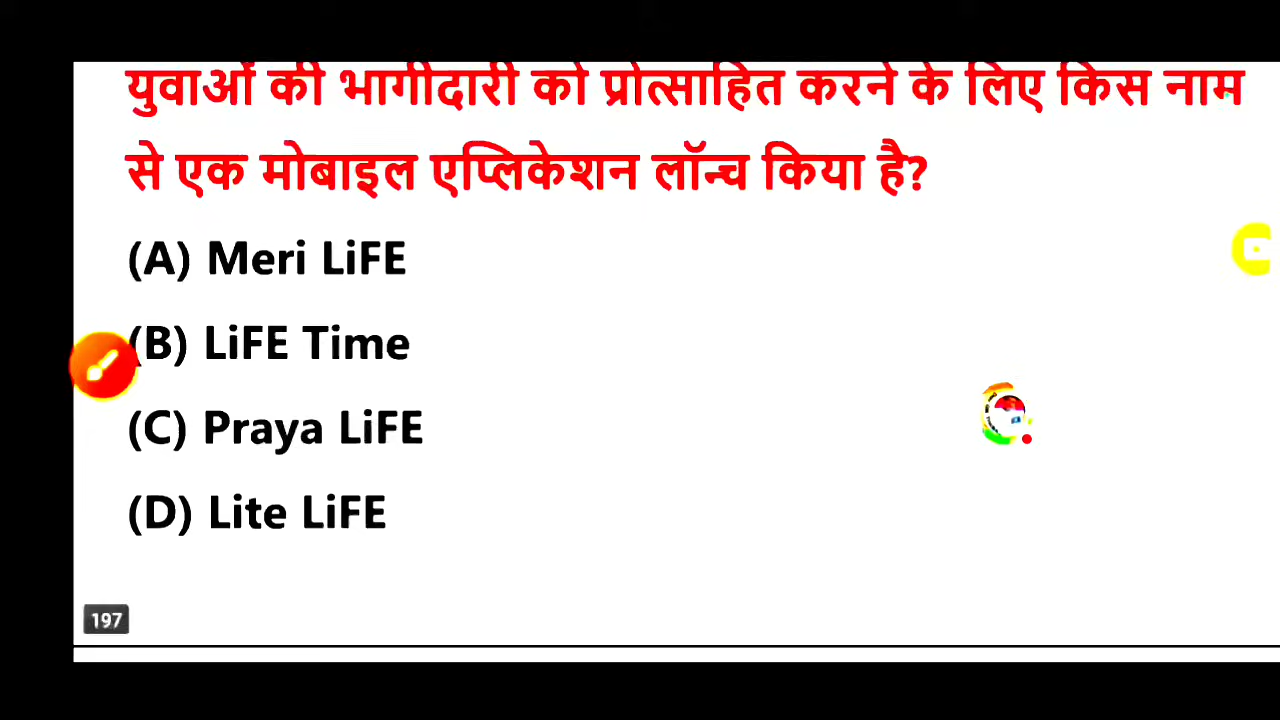 युवाओं की भागीदारी को प्रोत्साहित करने के लिए किस नाम
से एक मोबाइल एप्लिकेशन लॉन्च किया है?
(A) Meri LiFE
(B) LiFE Time
(C) Praya LiFE
(D) Lite LiFE
197